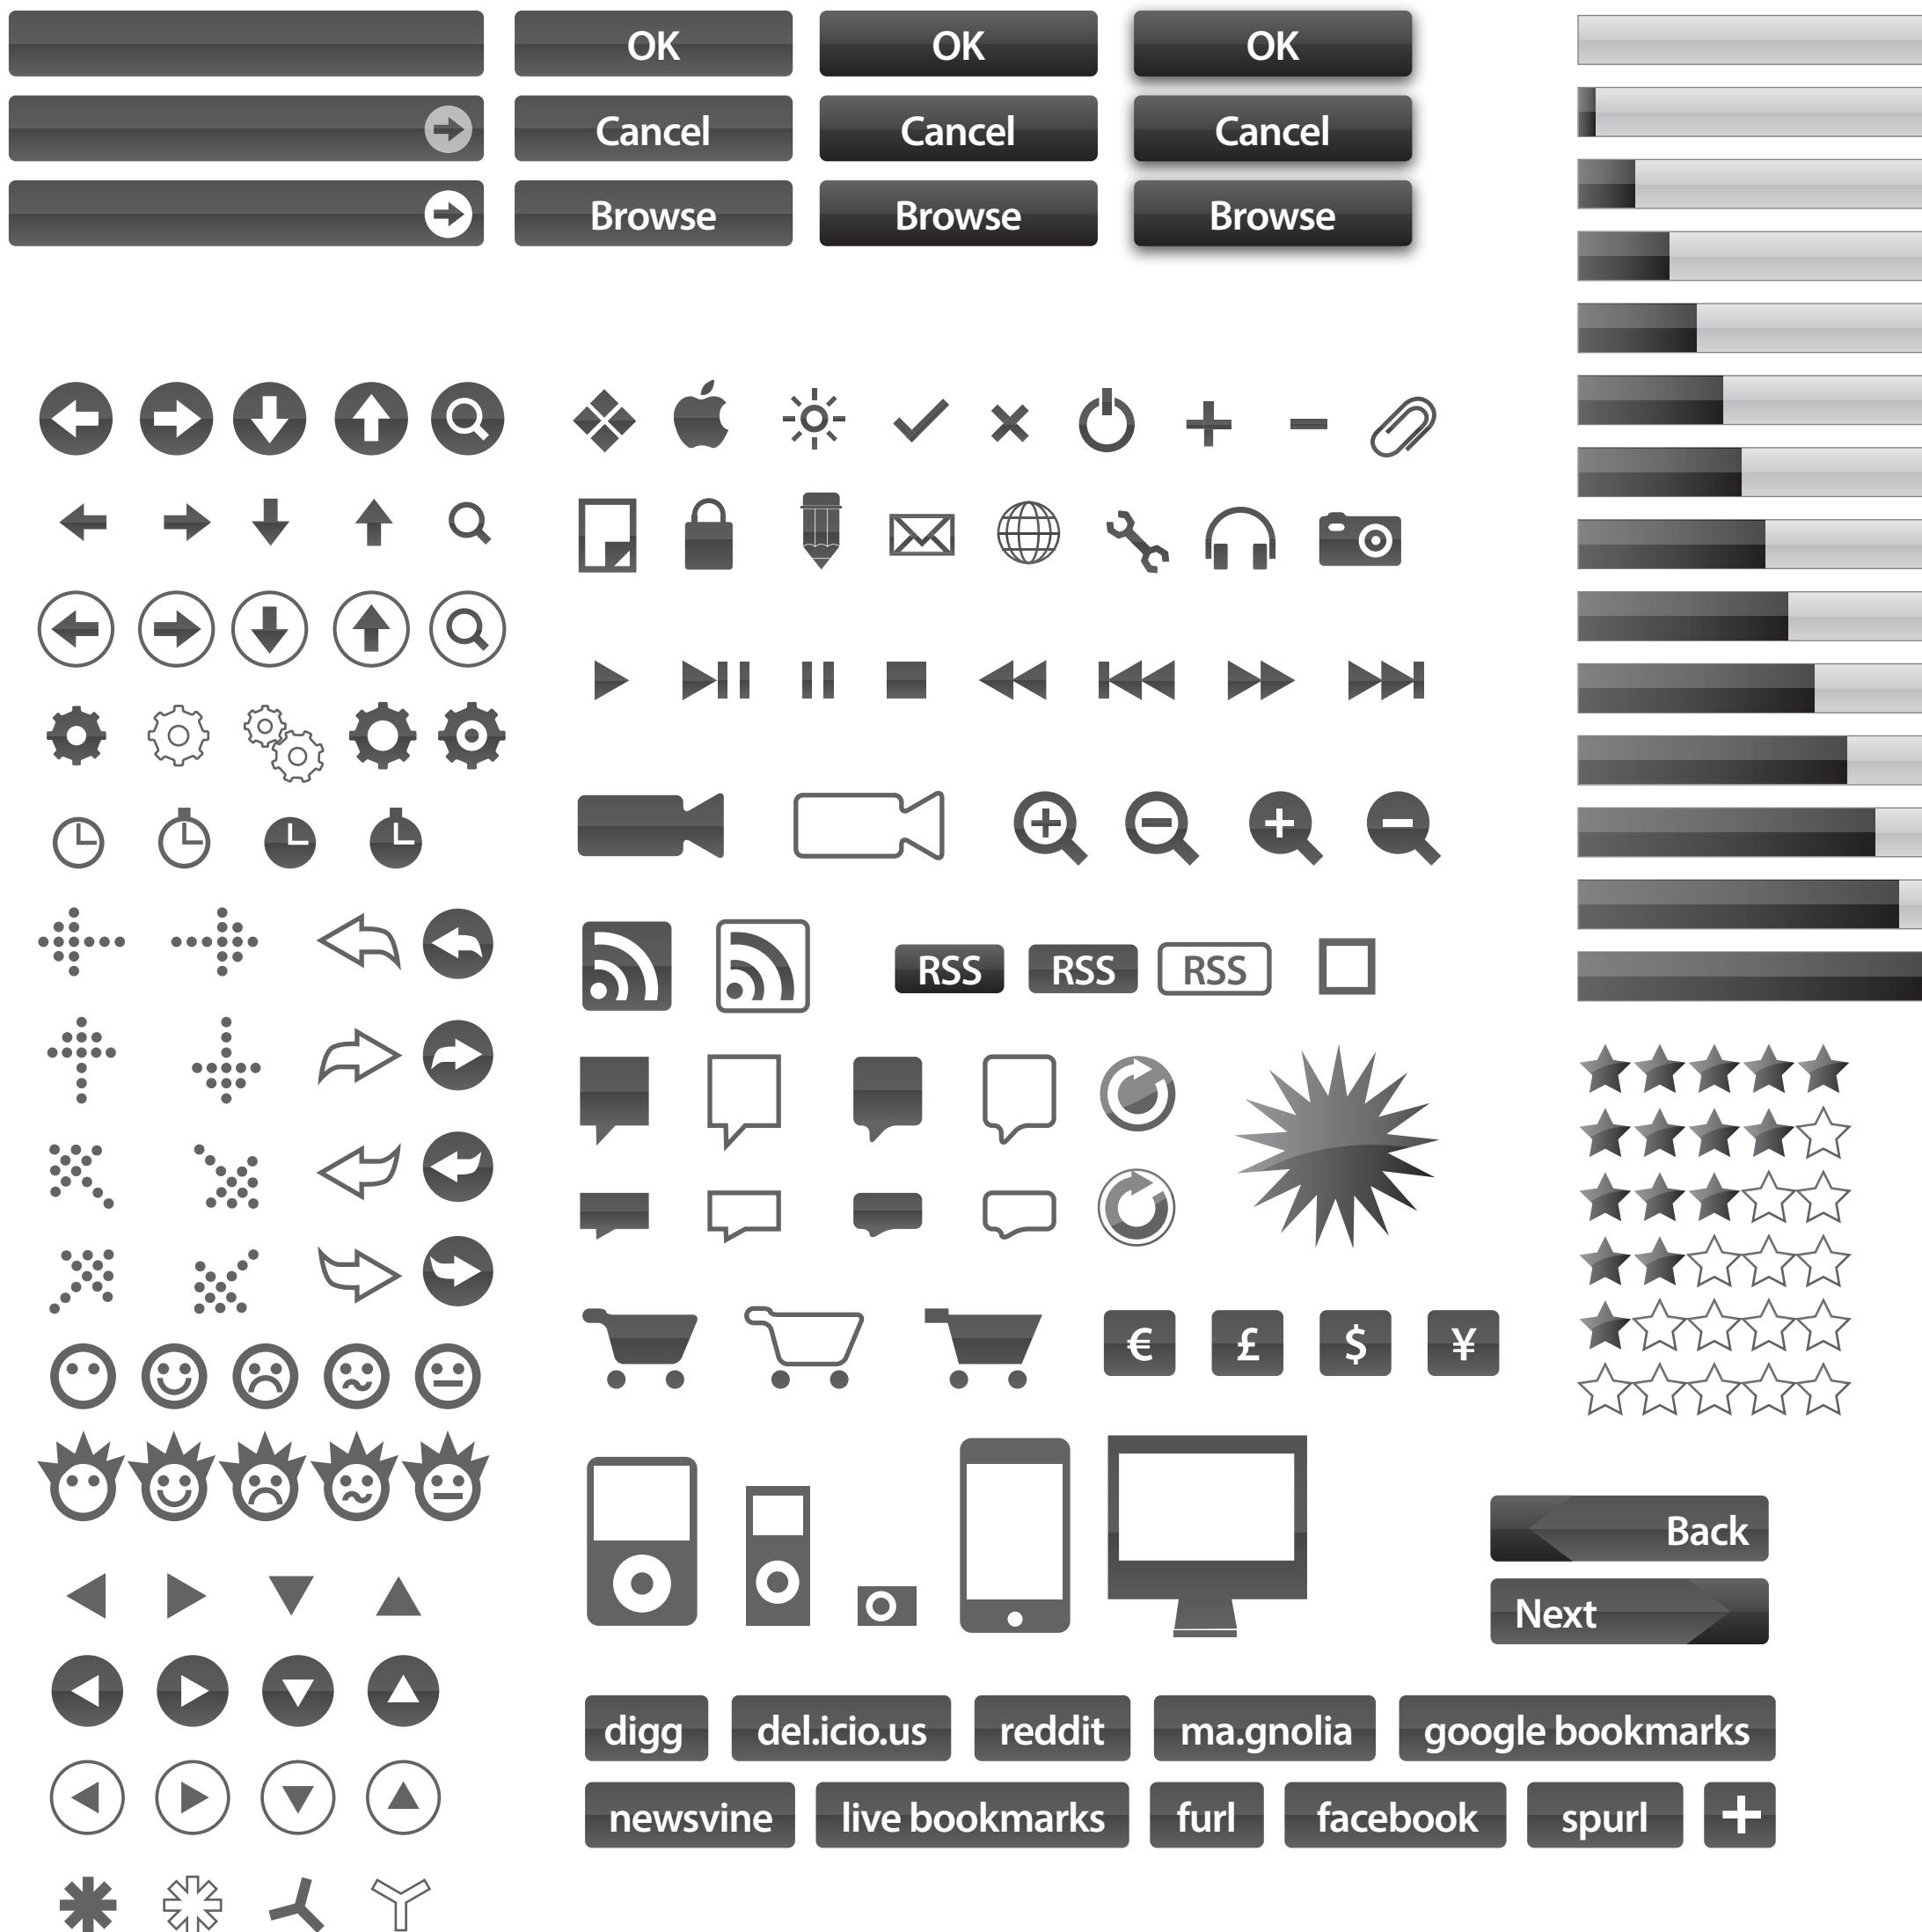 OK OK OK
Cancel Cancel Cancel
Browse Browse Browse
RSS RSS RSS
€ £ $ ¥
Back
Next
digg del.icio.us reddit ma.gnolia google bookmarks
newsvine live bookmarks furl facebook spurl +